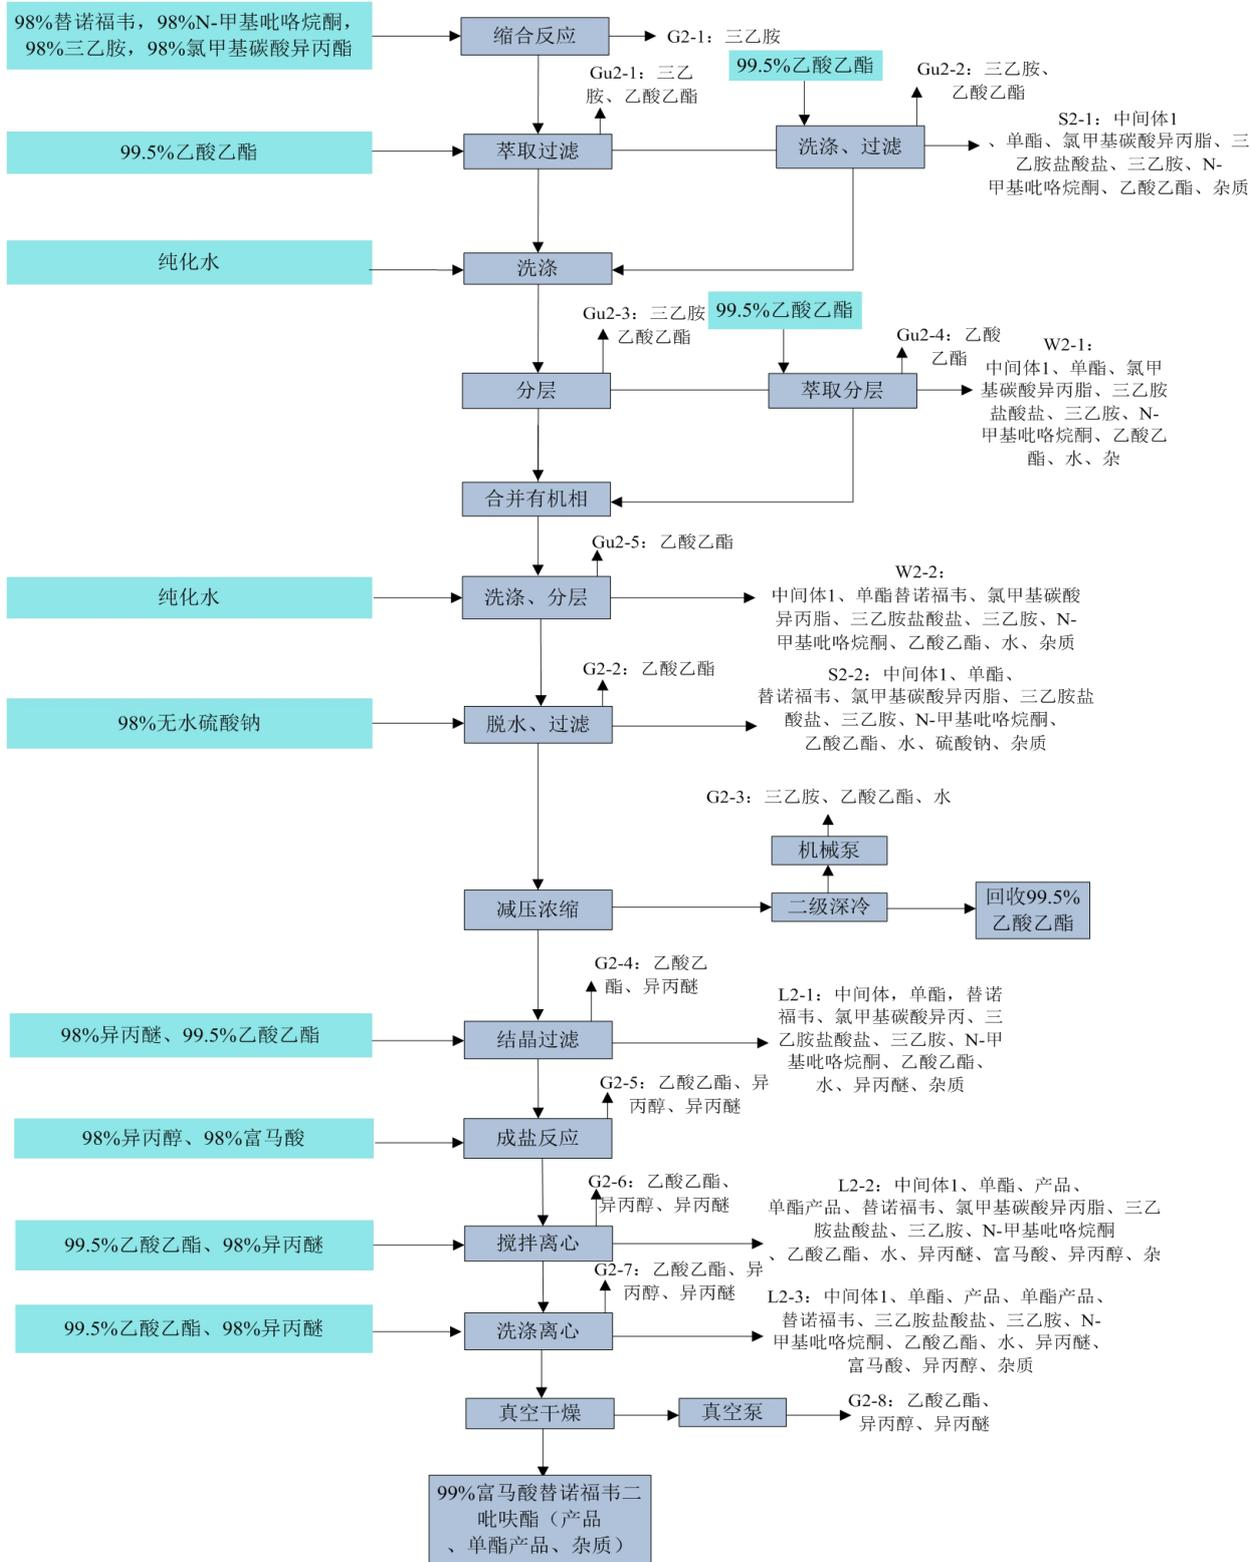 98%替诺福韦，98%N-甲基吡咯烷酮，
98%三乙胺，98%氯甲基碳酸异丙酯
缩合反应
G2-1：三乙胺
Gu2-1：三乙
胺、乙酸乙酯
99.5%乙酸乙酯
Gu2-2：三乙胺、
乙酸乙酯
99.5%乙酸乙酯
萃取过滤
洗涤、过滤
S2-1：中间体1
、单酯、氯甲基碳酸异丙脂、三
乙胺盐酸盐、三乙胺、N-
甲基吡咯烷酮、乙酸乙酯、杂质
纯化水
洗涤
Gu2-3：三乙胺
乙酸乙酯
99.5%乙酸乙酯
Gu2-4：乙酸
乙酯
分层
萃取分层
W2-1：
中间体1、单酯、氯甲
基碳酸异丙脂、三乙胺
盐酸盐、三乙胺、N-
甲基吡咯烷酮、乙酸乙
酯、水、杂
合并有机相
Gu2-5：乙酸乙酯
纯化水
洗涤、分层
W2-2：
中间体1、单酯替诺福韦、氯甲基碳酸
异丙脂、三乙胺盐酸盐、三乙胺、N-
甲基吡咯烷酮、乙酸乙酯、水、杂质
G2-2：乙酸乙酯
98%无水硫酸钠
脱水、过滤
S2-2：中间体1、单酯、
替诺福韦、氯甲基碳酸异丙脂、三乙胺盐
酸盐、三乙胺、N-甲基吡咯烷酮、
乙酸乙酯、水、硫酸钠、杂质
G2-3：三乙胺、乙酸乙酯、水
机械泵
减压浓缩
二级深冷
回收99.5%
乙酸乙酯
G2-4：乙酸乙
酯、异丙醚
98%异丙醚、99.5%乙酸乙酯
结晶过滤
L2-1：中间体，单酯，替诺
福韦、氯甲基碳酸异丙、三
乙胺盐酸盐、三乙胺、N-甲
基吡咯烷酮、乙酸乙酯、
水、异丙醚、杂质
G2-5：乙酸乙酯、异
丙醇、异丙醚
98%异丙醇、98%富马酸
成盐反应
G2-6：乙酸乙酯、
异丙醇、异丙醚
99.5%乙酸乙酯、98%异丙醚
搅拌离心
L2-2：中间体1、单酯、产品、
单酯产品、替诺福韦、氯甲基碳酸异丙脂、三乙
胺盐酸盐、三乙胺、N-甲基吡咯烷酮
、乙酸乙酯、水、异丙醚、富马酸、异丙醇、杂
G2-7：乙酸乙酯、异
丙醇、异丙醚
99.5%乙酸乙酯、98%异丙醚
洗涤离心
L2-3：中间体1、单酯、产品、单酯产品、
替诺福韦、三乙胺盐酸盐、三乙胺、N-
甲基吡咯烷酮、乙酸乙酯、水、异丙醚、
富马酸、异丙醇、杂质
真空干燥
真空泵
G2-8：乙酸乙酯、
异丙醇、异丙醚
99%富马酸替诺福韦二
吡呋酯（产品
、单酯产品、杂质）